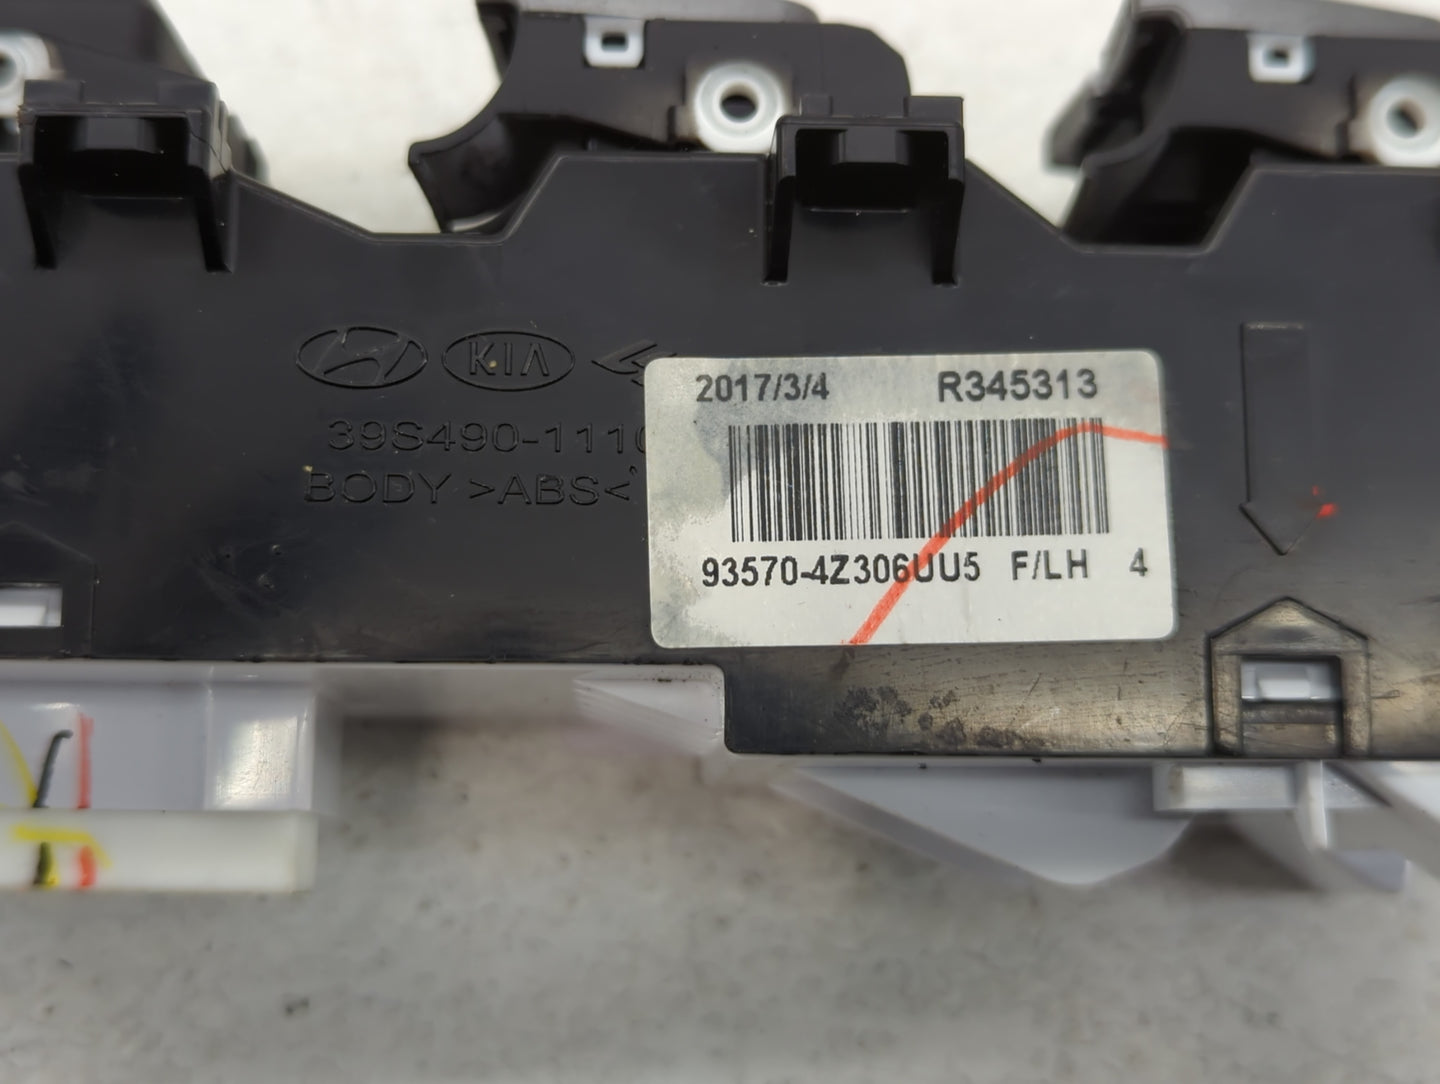 KIA
39S490-111
BODY >ABS<
2017/3/4 R345313
93570-4Z306UU5 F/LH 4